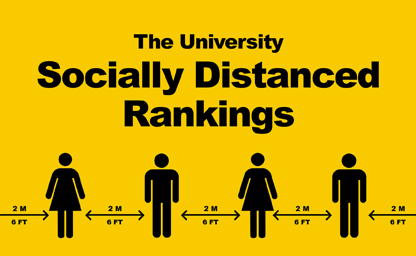 The University
Socially Distanced
Rankings
2 M 2 M 2 M 2 M 2 M
6 FT 6 FT 6 FT 6 FT 6 FT